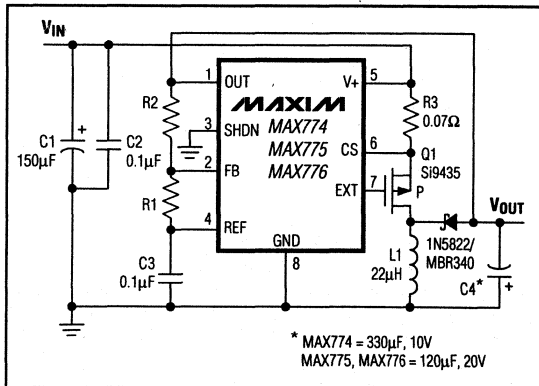 VIN
1 OUT
V+ 5
R2
R3
0.07Ω
MAXIM
3 SHDN
MAX774
MAX775
MAX776
C1
150µF
+
C2
0.1µF
CS 6
Q1
Si9435
2 FB
EXT 7
P
R1
VOUT
4 REF
GND
8
1N5822/
MBR340
L1
22µH
C3
0.1µF
C4*
+
* MAX774 = 330µF, 10V
MAX775, MAX776 = 120µF, 20V